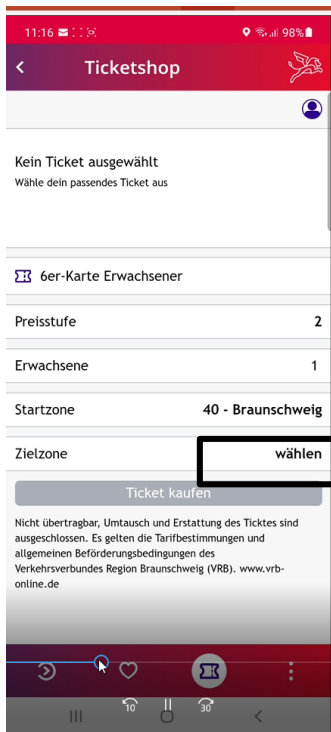 11:16 98%
Ticketshop
Kein Ticket ausgewählt
Wähle dein passendes Ticket aus
6er-Karte Erwachsener
Preisstufe 2
Erwachsene 1
Startzone 40 - Braunschweig
Zielzone wählen
Ticket kaufen
Nicht übertragbar, Umtausch und Erstattung des Ticktes sind
ausgeschlossen. Es gelten die Tarifbestimmungen und
allgemeinen Beförderungsbedingungen des
Verkehrsverbundes Region Braunschweig (VRB). www.vrb-
online.de
10 30